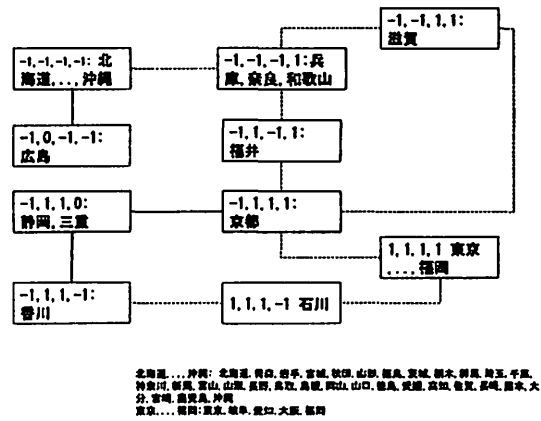 -1,-1,1,1:
滋賀
-1,-1,-1,-1: 北
海道,..,沖縄
-1,-1,-1,1:兵
庫,奈良,和歌山
-1,0,-1,-1:
広島
-1,1,-1,1:
福井
-1,1,1,0:
静岡,三重
-1,1,1,1:
京都
1,1,1,1 東京
,...,福岡
-1,1,1,-1:
香川
1,1,1,-1 石川
北海道,...,沖縄: 北海道,青森,岩手,宮城,秋田,山形,福島,茨城,栃木,群馬,埼玉,千葉,
神奈川,新潟,富山,山梨,長野,鳥取,島根,岡山,山口,徳島,愛媛,高知,佐賀,長崎,熊本,大
分,宮崎,鹿児島,沖縄
東京,...,福岡:東京,岐阜,愛知,大阪,福岡